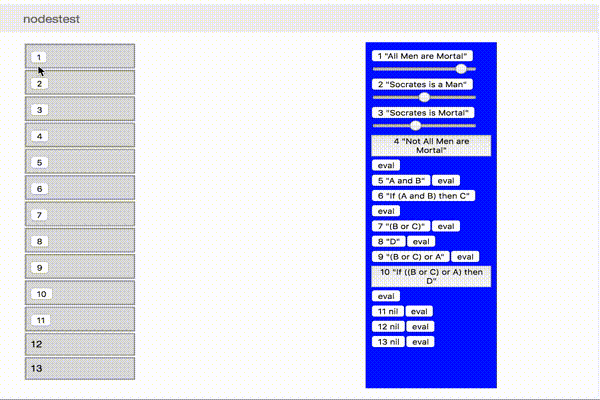 nodestest
1
2
3
4
5
6
7
8
9
10
11
12
13
1 "All Men are Mortal"
2 "Socrates is a Man"
3 "Socrates is Mortal"
4 "Not All Men are
Mortal"
eval
5 "A and B" eval
6 "If (A and B) then C"
eval
7 "(B or C)" eval
8 "D" eval
9 "(B or C) or A" eval
10 "If ((B or C) or A) then
D"
eval
11 nil eval
12 nil eval
13 nil eval